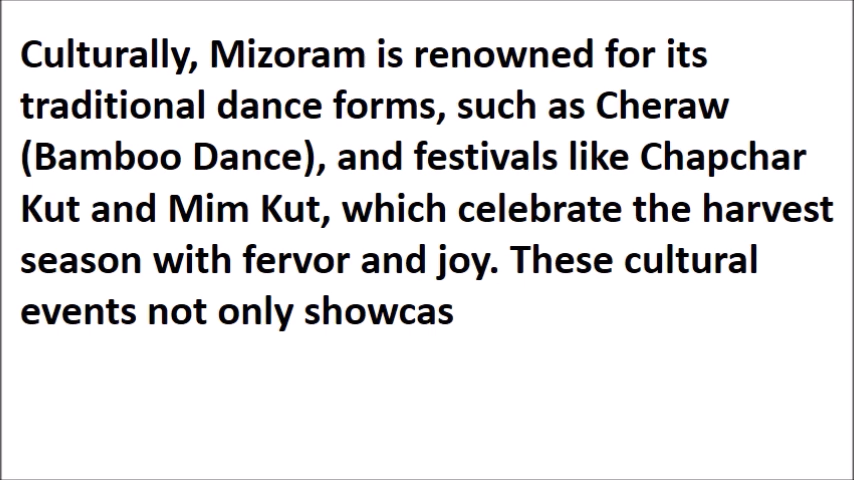 Culturally, Mizoram is renowned for its
traditional dance forms, such as Cheraw
(Bamboo Dance), and festivals like Chapchar
Kut and Mim Kut, which celebrate the harvest
season with fervor and joy. These cultural
events not only showcas